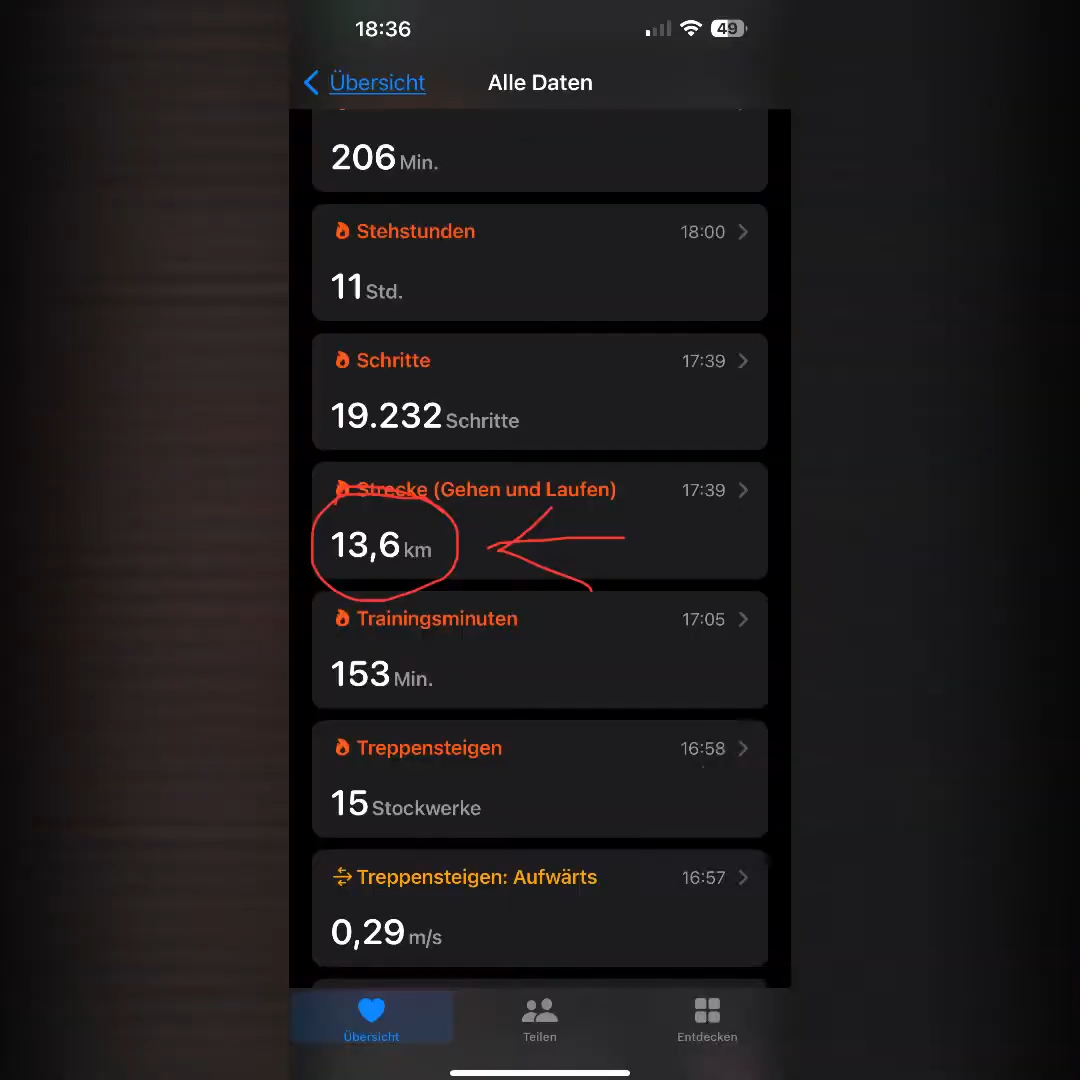 18:36
49
Übersicht
Alle Daten
206 Min.
Stehstunden 18:00
11 Std.
Schritte 17:39
19.232 Schritte
Strecke (Gehen und Laufen) 17:39
13,6 km
Trainingsminuten 17:05
153 Min.
Treppensteigen 16:58
15 Stockwerke
Treppensteigen: Aufwärts 16:57
0,29 m/s
Übersicht
Teilen
Entdecken